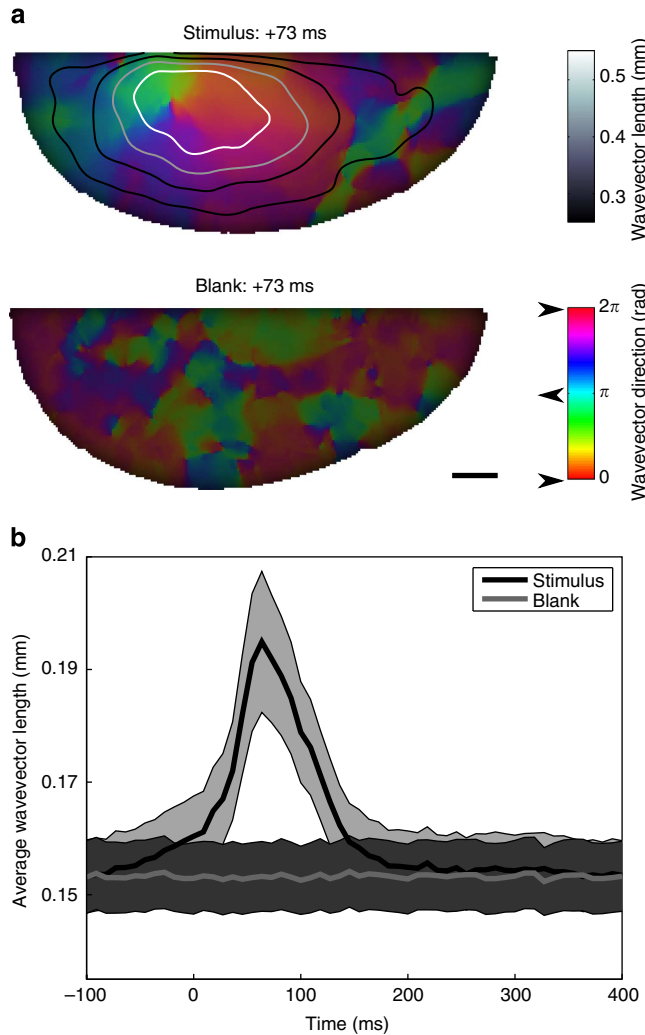 a
Stimulus: +73 ms
0.5
0.4
0.3
Wavevector length (mm)
Blank: +73 ms
2π
π
0
Wavevector direction (rad)
b
0.21
0.19
0.17
0.15
Average wavevector length (mm)
Stimulus
Blank
−100
0
100
200
300
400
Time (ms)